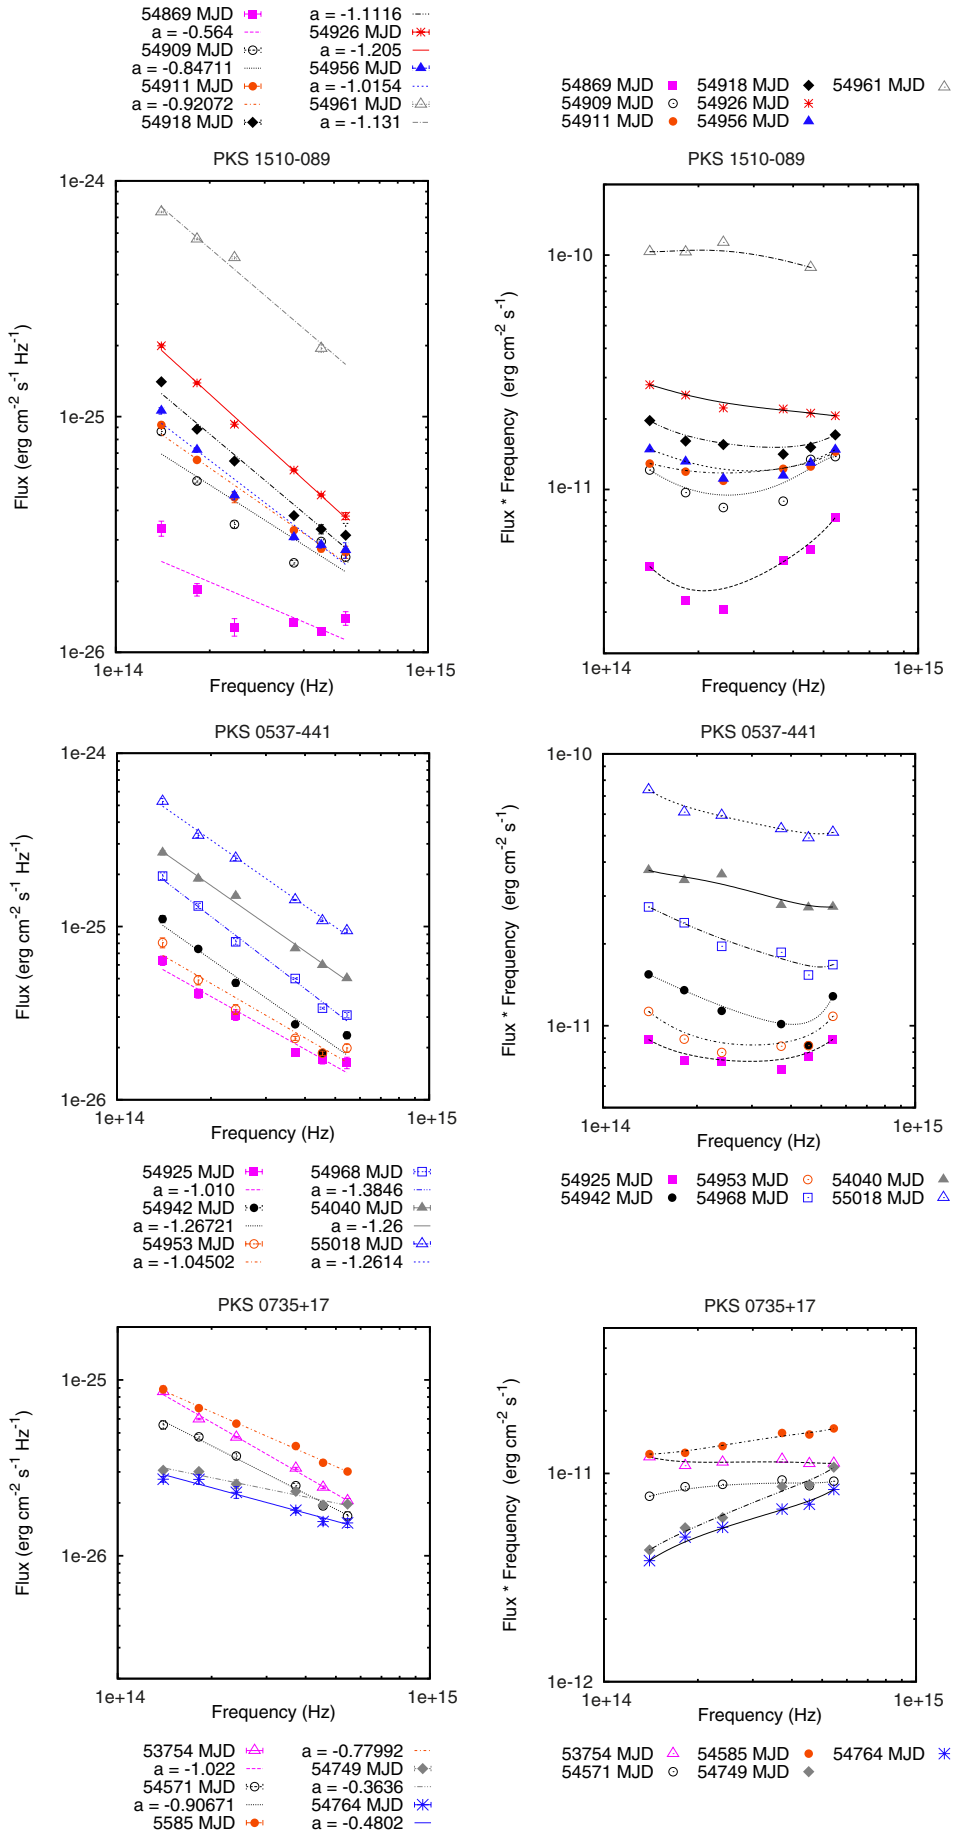 54869 MJD
a = -0.564
54909 MJD
a = -0.84711
54911 MJD
a = -0.92072
54918 MJD
a = -1.1116
54926 MJD
a = -1.205
54956 MJD
a = -1.0154
54961 MJD
a = -1.131
54869 MJD
54909 MJD
54911 MJD
54918 MJD
54926 MJD
54956 MJD
54961 MJD
PKS 1510-089
1e-24
1e-25
1e-26
1e+14
1e+15
Frequency (Hz)
Flux (erg cm⁻² s⁻¹ Hz⁻¹)
PKS 1510-089
1e-10
1e-11
1e+14
1e+15
Frequency (Hz)
Flux * Frequency (erg cm⁻² s⁻¹)
PKS 0537-441
1e-24
1e-25
1e-26
1e+14
1e+15
Frequency (Hz)
Flux (erg cm⁻² s⁻¹ Hz⁻¹)
54925 MJD
a = -1.010
54942 MJD
a = -1.26721
54953 MJD
a = -1.04502
54968 MJD
a = -1.3846
54040 MJD
a = -1.26
55018 MJD
a = -1.2614
PKS 0537-441
1e-10
1e-11
1e+14
1e+15
Frequency (Hz)
Flux * Frequency (erg cm⁻² s⁻¹)
54925 MJD
54942 MJD
54953 MJD
54968 MJD
54040 MJD
55018 MJD
PKS 0735+17
1e-25
1e-26
1e+14
1e+15
Frequency (Hz)
Flux (erg cm⁻² s⁻¹ Hz⁻¹)
53754 MJD
a = -1.022
54571 MJD
a = -0.90671
5585 MJD
a = -0.77992
54749 MJD
a = -0.3636
54764 MJD
a = -0.4802
PKS 0735+17
1e-11
1e-12
1e+14
1e+15
Frequency (Hz)
Flux * Frequency (erg cm⁻² s⁻¹)
53754 MJD
54571 MJD
54585 MJD
54749 MJD
54764 MJD